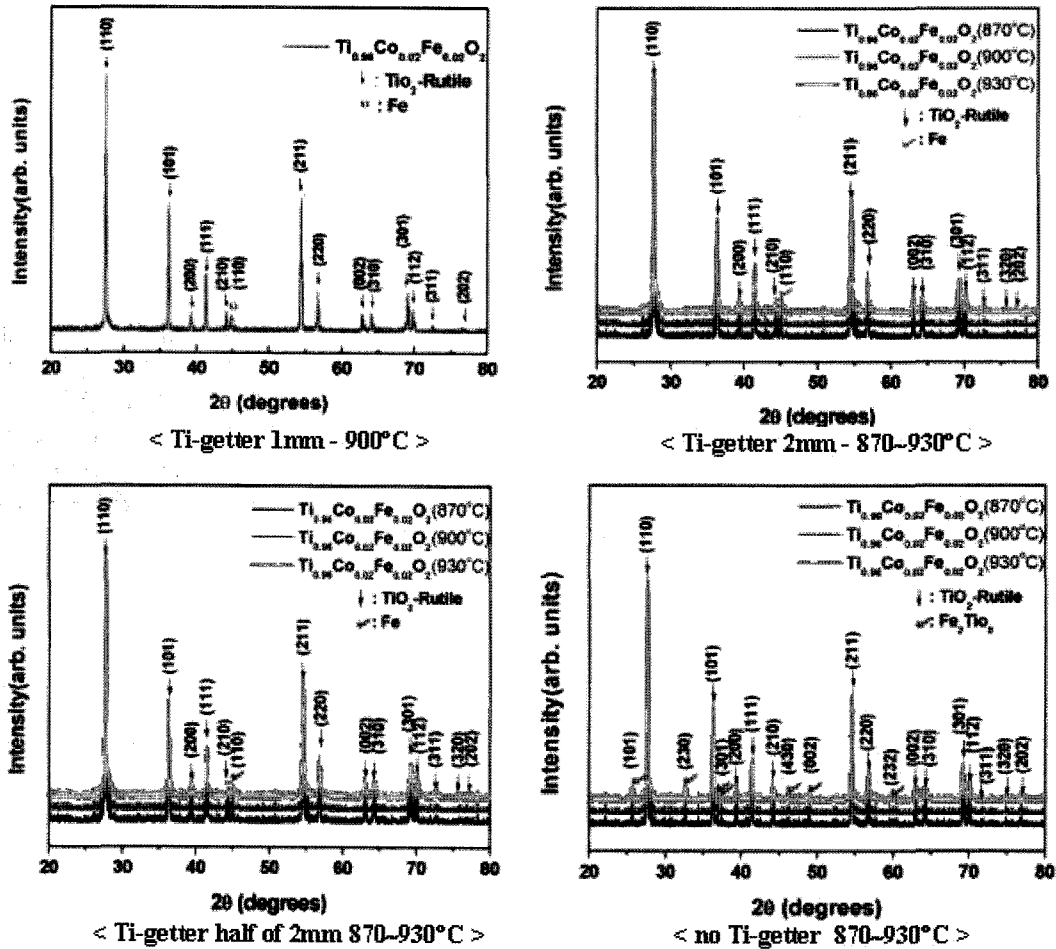 Ti0.96Co0.02Fe0.02O2
: TiO2-Rutile
: Fe
(110)
(101)
(200)
(111)
(210)
(110)
(211)
(220)
(002)
(310)
(301)
(112)
(311)
(202)
Intensity(arb. units)
20 30 40 50 60 70 80
2θ (degrees)
< Ti-getter 1mm - 900°C >
Ti0.96Co0.02Fe0.02O2(870°C)
Ti0.96Co0.02Fe0.02O2(900°C)
Ti0.96Co0.02Fe0.02O2(930°C)
: TiO2-Rutile
: Fe
(110)
(101)
(200)
(111)
(210)
(110)
(211)
(220)
(002)
(310)
(301)
(112)
(311)
(320)
(202)
Intensity(arb. units)
20 30 40 50 60 70 80
2θ (degrees)
< Ti-getter 2mm - 870~930°C >
Ti0.96Co0.02Fe0.02O2(870°C)
Ti0.96Co0.02Fe0.02O2(900°C)
Ti0.96Co0.02Fe0.02O2(930°C)
: TiO2-Rutile
: Fe
(110)
(101)
(200)
(111)
(210)
(110)
(211)
(220)
(002)
(310)
(301)
(112)
(311)
(320)
(202)
Intensity(arb. units)
20 30 40 50 60 70 80
2θ (degrees)
< Ti-getter half of 2mm 870~930°C >
Ti0.96Co0.02Fe0.02O2(870°C)
Ti0.96Co0.02Fe0.02O2(900°C)
Ti0.96Co0.02Fe0.02O2(930°C)
: TiO2-Rutile
(101)
(110)
(230)
(101)
(301)
(200)
(111)
(210)
(430)
(002)
(211)
(220)
(232)
(002)
(310)
(301)
(112)
(311)
(320)
(202)
Intensity(arb. units)
20 30 40 50 60 70 80
2θ (degrees)
< no Ti-getter 870~930°C >